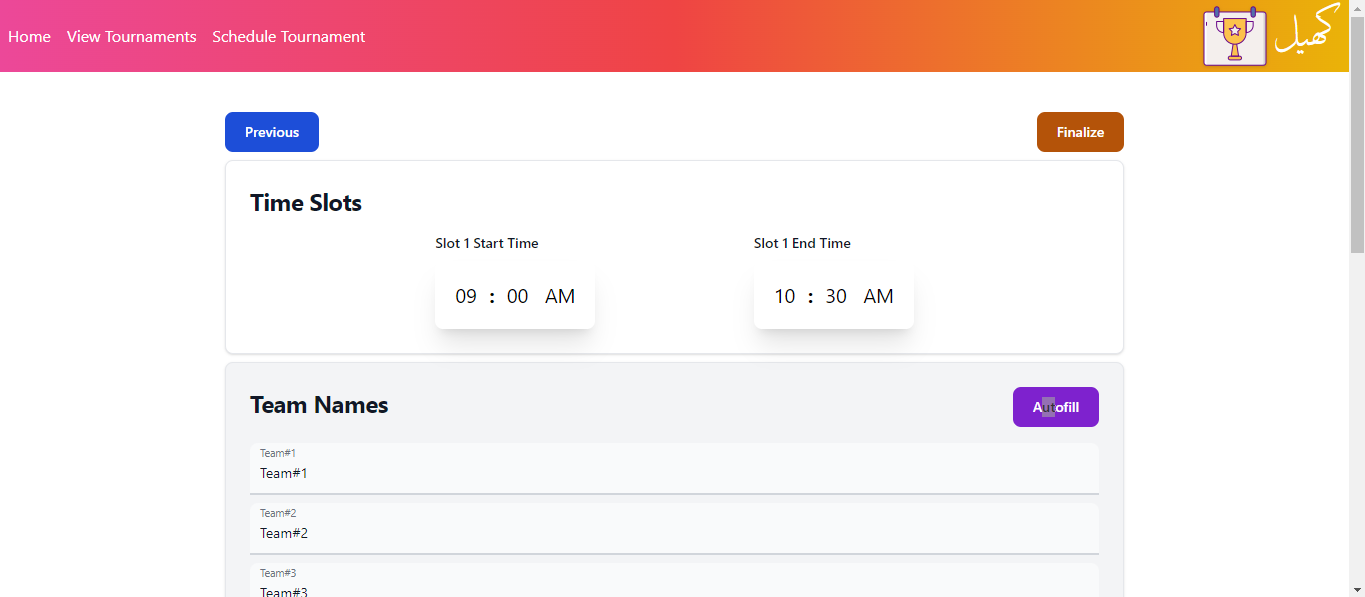 Home View Tournaments Schedule Tournament کھیل
Previous Finalize
Time Slots
Slot 1 Start Time Slot 1 End Time
09 : 00 AM 10 : 30 AM
Team Names Autofill
Team#1
Team#1
Team#2
Team#2
Team#3
Team#3